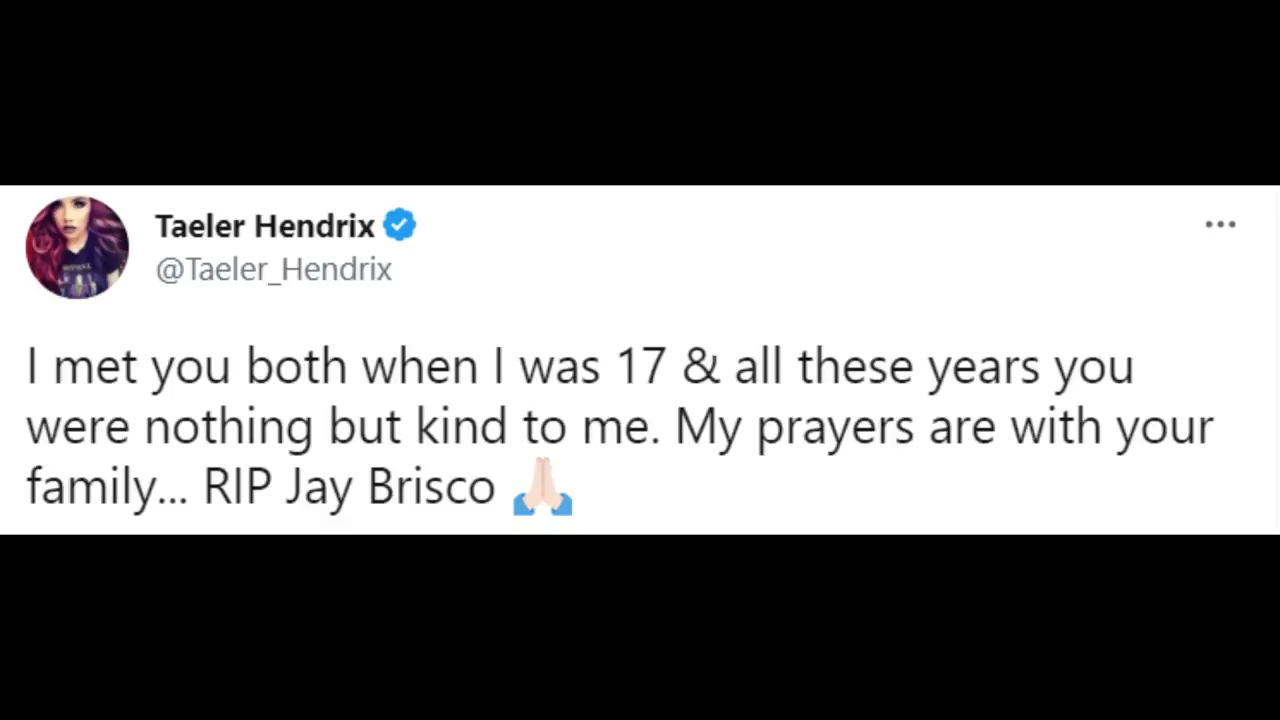 Taeler Hendrix
@Taeler_Hendrix
I met you both when I was 17 & all these years you
were nothing but kind to me. My prayers are with your
family... RIP Jay Brisco 🙏🏻